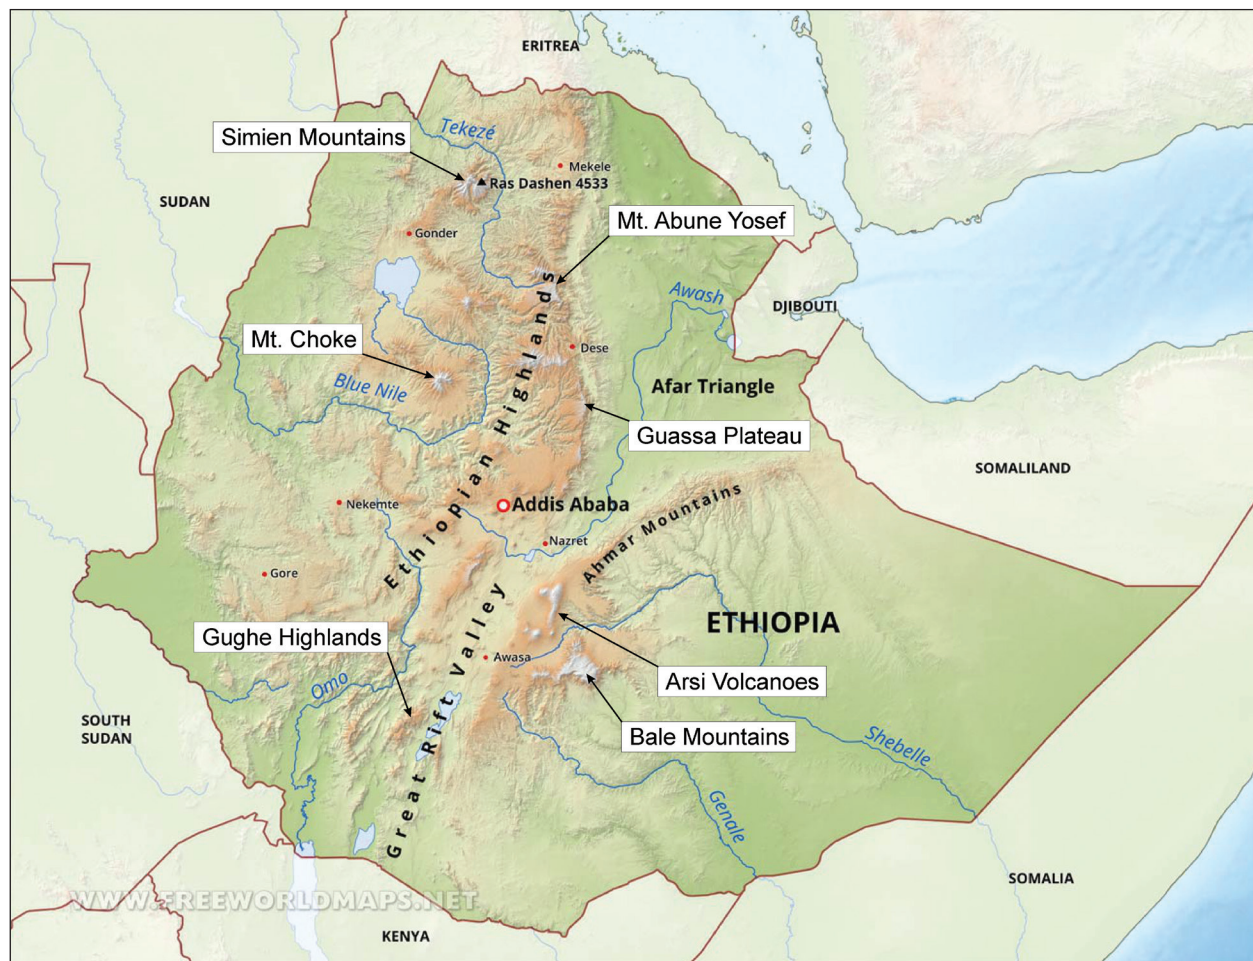 ERITREA
Simien Mountains
Tekezé
Mekele
Ras Dashen 4533
SUDAN
Mt. Abune Yosef
Gonder
Awash
DJIBOUTI
Mt. Choke
Dese
Blue Nile
Afar Triangle
Ethiopian Highlands
Guassa Plateau
SOMALILAND
Nekemte
Addis Ababa
Ahmar Mountains
Nazret
Gore
ETHIOPIA
Gughe Highlands
Great Rift Valley
Awasa
Arsi Volcanoes
Omo
SOUTH
SUDAN
Bale Mountains
Shebelle
Genale
SOMALIA
WWW.FREEWORLDMAPS.NET
KENYA